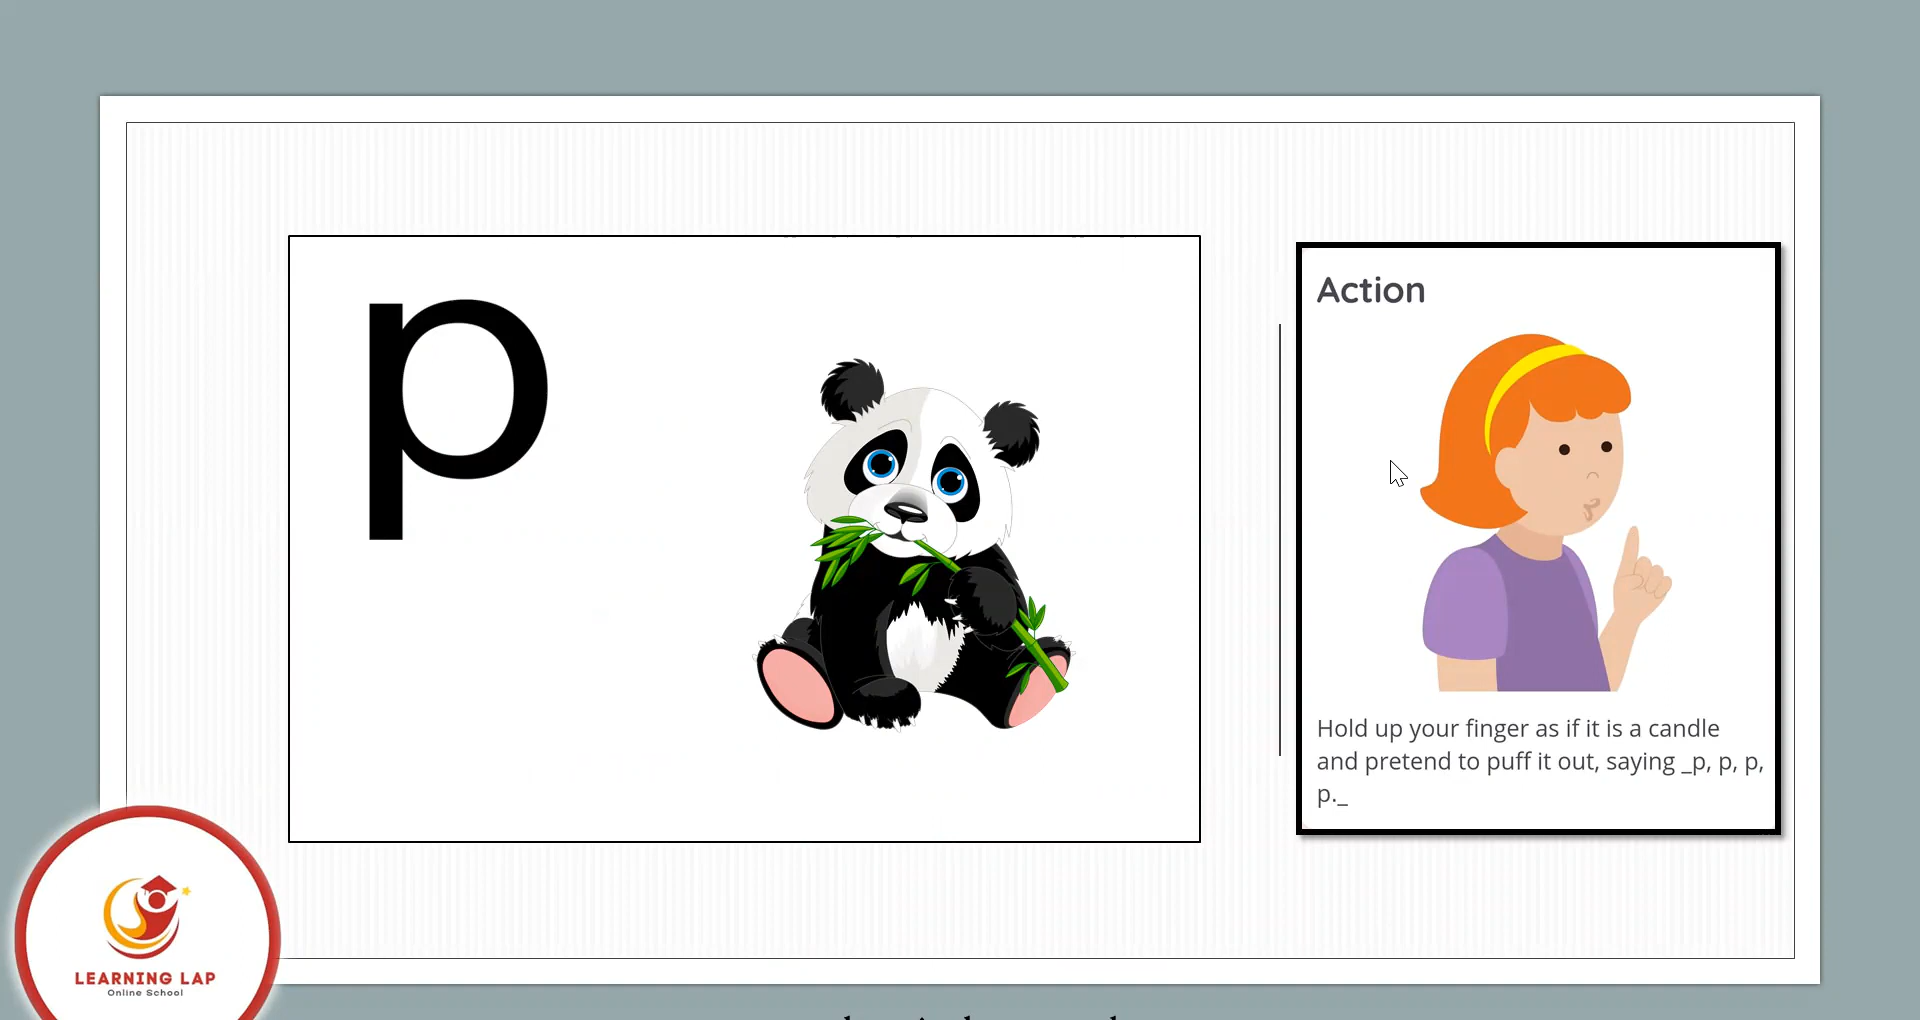 p
Action
Hold up your finger as if it is a candle
and pretend to puff it out, saying _p, p, p,
p._
LEARNING LAP
Online School